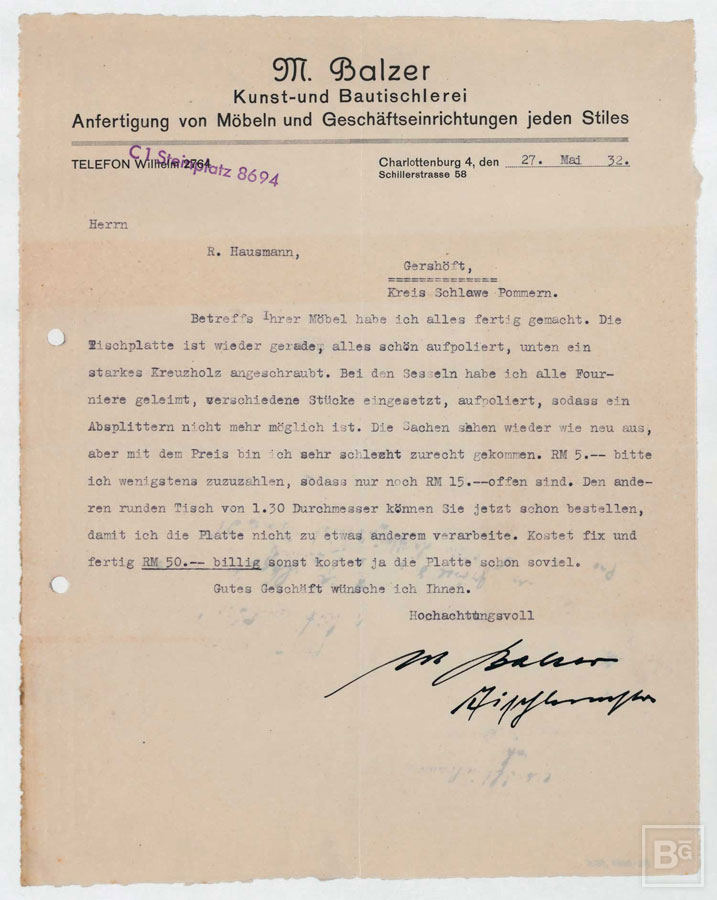 M. Balzer
Kunst-und Bautischlerei
Anfertigung von Möbeln und Geschäftseinrichtungen jeden Stiles
TELEFON Wilhelm 2764
C1 Steinplatz 8694
Charlottenburg 4, den 27. Mai 32.
Schillerstrasse 58
Herrn
R. Hausmann,
Gershöft,
Kreis Schlawe Pommern.
Betreffs Ihrer Möbel habe ich alles fertig gemacht. Die
Tischplatte ist wieder gerade, alles schön aufpoliert, unten ein
starkes Kreuzholz angeschraubt. Bei den Sesseln habe ich alle Four-
niere geleimt, verschiedene Stücke eingesetzt, aufpoliert, sodass ein
Absplittern nicht mehr möglich ist. Die Sachen sehen wieder wie neu aus,
aber mit dem Preis bin ich sehr schlecht zurecht gekommen. RM 5.-- bitte
ich wenigstens zuzuzahlen, sodass nur noch RM 15.--offen sind. Den ande-
ren runden Tisch von 1.30 Durchmesser können Sie jetzt schon bestellen,
damit ich die Platte nicht zu etwas anderem verarbeite. Kostet fix und
fertig RM 50.-- billig sonst kostet ja die Platte schon soviel.
Gutes Geschäft wünsche ich Ihnen.
Hochachtungsvoll
M. Balzer
Tischlermeister
BG